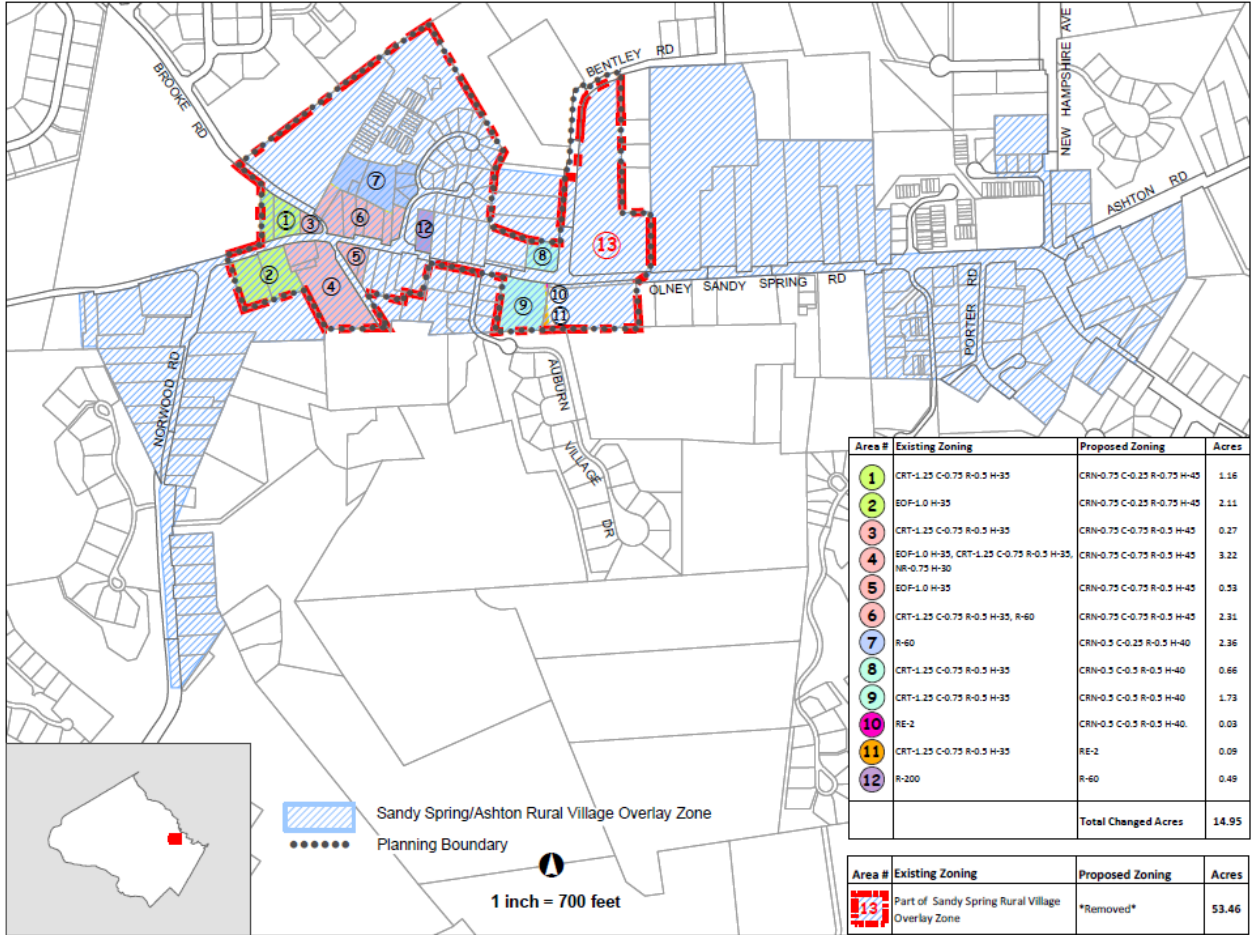 BROOKE RD
BENTLEY RD
NEW HAMPSHIRE AVE
ASHTON RD
7
1
3
6
12
5
8
13
2
4
9
10
11
OLNEY SANDY SPRING RD
PORTER RD
NORWOOD RD
AUBURN VILLAGE DR
Area # Existing Zoning Proposed Zoning Acres
1 CRT-1.25 C-0.75 R-0.5 H-35 CRN-0.75 C-0.25 R-0.75 H-45 1.16
2 EOF-1.0 H-35 CRN-0.75 C-0.25 R-0.75 H-45 2.11
3 CRT-1.25 C-0.75 R-0.5 H-35 CRN-0.75 C-0.75 R-0.5 H-45 0.27
4 EOF-1.0 H-35, CRT-1.25 C-0.75 R-0.5 H-35, CRN-0.75 C-0.75 R-0.5 H-45 3.22
NR-0.75 H-30
5 EOF-1.0 H-35 CRN-0.75 C-0.75 R-0.5 H-45 0.53
6 CRT-1.25 C-0.75 R-0.5 H-35, R-60 CRN-0.75 C-0.75 R-0.5 H-45 2.31
7 R-60 CRN-0.5 C-0.25 R-0.5 H-40 2.36
8 CRT-1.25 C-0.75 R-0.5 H-35 CRN-0.5 C-0.5 R-0.5 H-40 0.66
9 CRT-1.25 C-0.75 R-0.5 H-35 CRN-0.5 C-0.5 R-0.5 H-40 1.73
10 RE-2 CRN-0.5 C-0.5 R-0.5 H-40. 0.03
11 CRT-1.25 C-0.75 R-0.5 H-35 RE-2 0.09
12 R-200 R-60 0.49
Total Changed Acres 14.95
Area # Existing Zoning Proposed Zoning Acres
13 Part of Sandy Spring Rural Village *Removed* 53.46
Overlay Zone
Sandy Spring/Ashton Rural Village Overlay Zone
Planning Boundary
1 inch = 700 feet